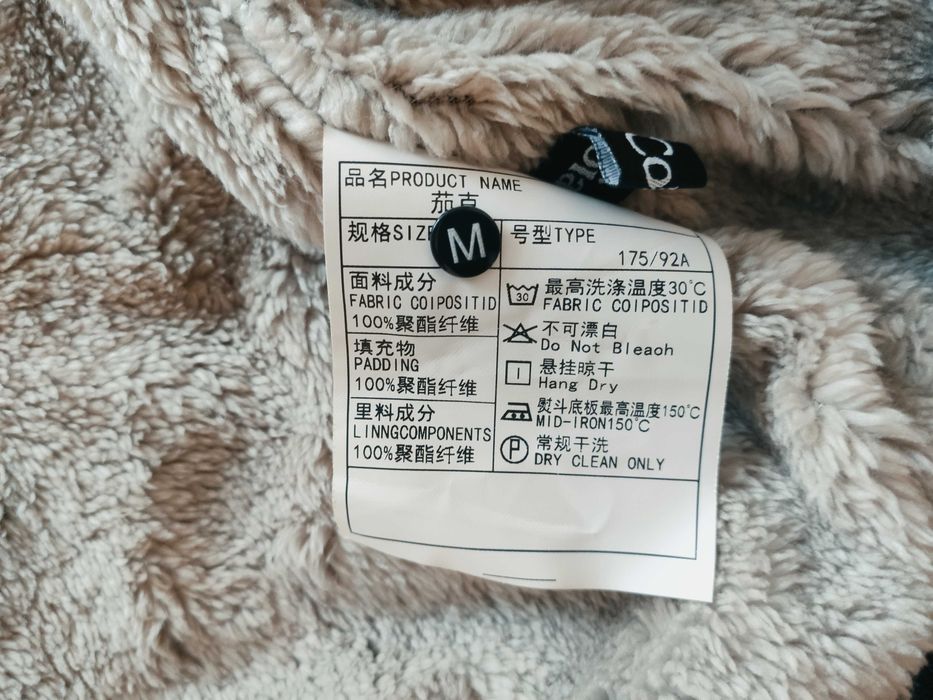 品名PRODUCT NAME
茄克
规格SIZE
M
号型TYPE
175/92A
面料成分
FABRIC COIPOSITID
100%聚酯纤维
填充物
PADDING
100%聚酯纤维
里料成分
LINNGCOMPONENTS
100%聚酯纤维
30
最高洗涤温度30℃
FABRIC COIPOSITID
不可漂白
Do Not Bleaoh
悬挂晾干
Hang Dry
熨斗底板最高温度150℃
MID-IRON150℃
P
常规干洗
DRY CLEAN ONLY
Co